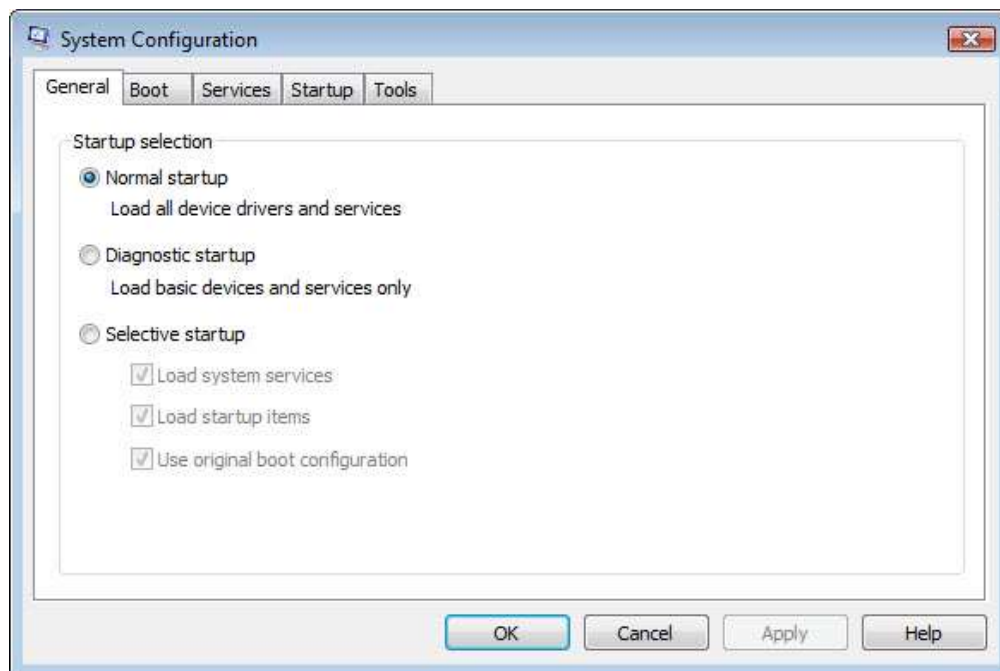 System Configuration
General Boot Services Startup Tools
Startup selection
Normal startup
Load all device drivers and services
Diagnostic startup
Load basic devices and services only
Selective startup
Load system services
Load startup items
Use original boot configuration
OK Cancel Apply Help